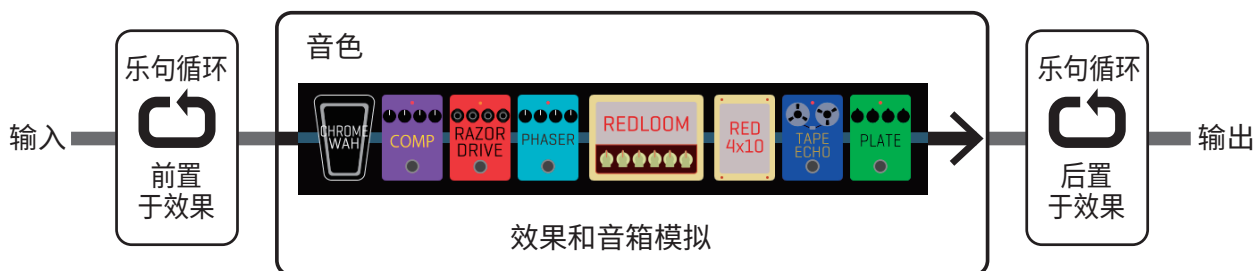 输入
乐句循环
前置
于效果
音色
CHROME
WAH
COMP
RAZOR
DRIVE
PHASER
REDLOOM
RED
4x10
TAPE
ECHO
PLATE
效果和音箱模拟
乐句循环
后置
于效果
输出